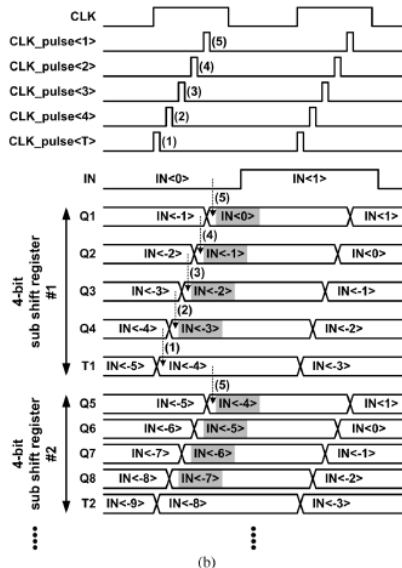 CLK
CLK_pulse<1> (5)
CLK_pulse<2> (4)
CLK_pulse<3> (3)
CLK_pulse<4> (2)
CLK_pulse<T> (1)
IN IN<0> IN<1>
(5)
Q1 IN<-1> IN<0> IN<1>
(4)
Q2 IN<-2> IN<-1> IN<0>
(3)
Q3 IN<-3> IN<-2> IN<-1>
(2)
Q4 IN<-4> IN<-3> IN<-2>
(1)
T1 IN<-5> IN<-4> IN<-3>
4-bit
sub shift register
#1
(5)
Q5 IN<-5> IN<-4> IN<1>
Q6 IN<-6> IN<-5> IN<0>
Q7 IN<-7> IN<-6> IN<-1>
Q8 IN<-8> IN<-7> IN<-2>
T2 IN<-9> IN<-8> IN<-3>
4-bit
sub shift register
#2
(b)